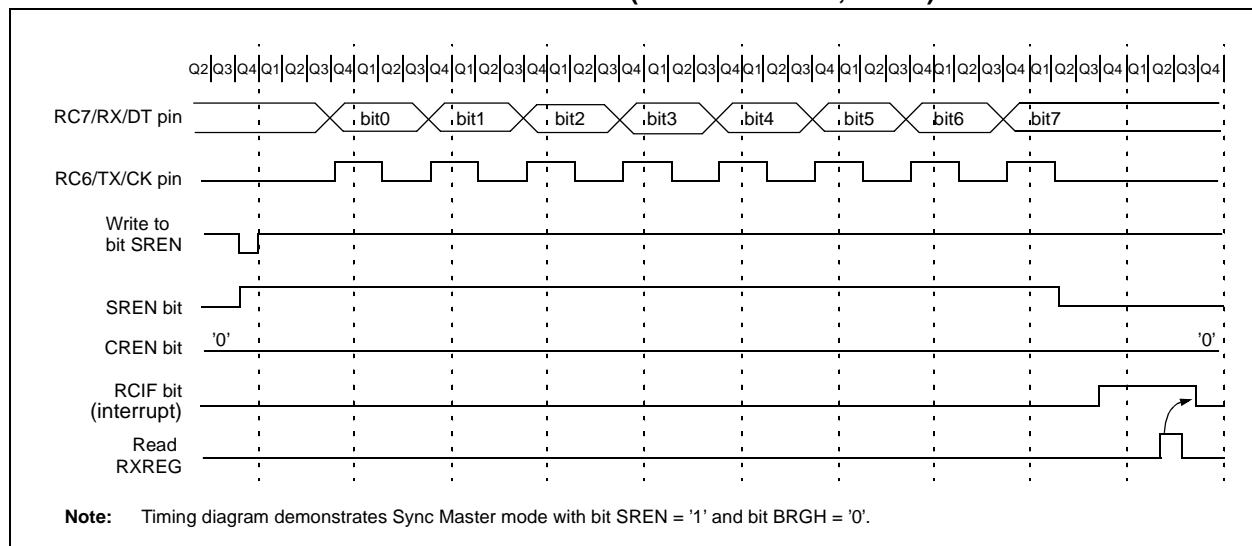 Q2 Q3 Q4 Q1 Q2 Q3 Q4 Q1 Q2 Q3 Q4 Q1 Q2 Q3 Q4 Q1 Q2 Q3 Q4 Q1 Q2 Q3 Q4 Q1 Q2 Q3 Q4 Q1 Q2 Q3 Q4 Q1 Q2 Q3 Q4 Q1 Q2 Q3 Q4 Q1 Q2 Q3 Q4
RC7/RX/DT pin bit0 bit1 bit2 bit3 bit4 bit5 bit6 bit7
RC6/TX/CK pin
Write to
bit SREN
SREN bit
CREN bit '0' '0'
RCIF bit
(interrupt)
Read
RXREG
Note: Timing diagram demonstrates Sync Master mode with bit SREN = '1' and bit BRGH = '0'.